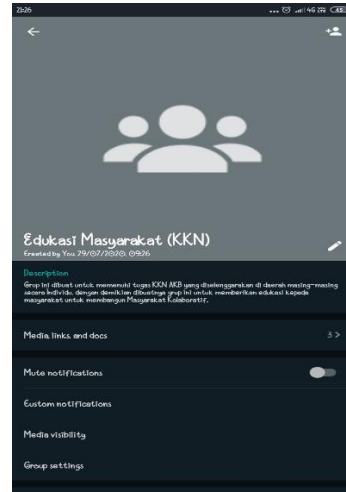 21:26
Edukasi Masyarakat (KKN)
Created by You, 29/07/2020, 09:26
Description
Grup ini dibuat untuk memenuhi tugas KKN AKB yang diselenggarakan di daerah masing-masing
secara Individu, dengan demikian dibuatnya grup ini untuk memberikan edukasi kepada
masyarakat untuk membangun Masyarakat Kolaboratif.
Media, links, and docs
3 >
Mute notifications
Custom notifications
Media visibility
Group settings